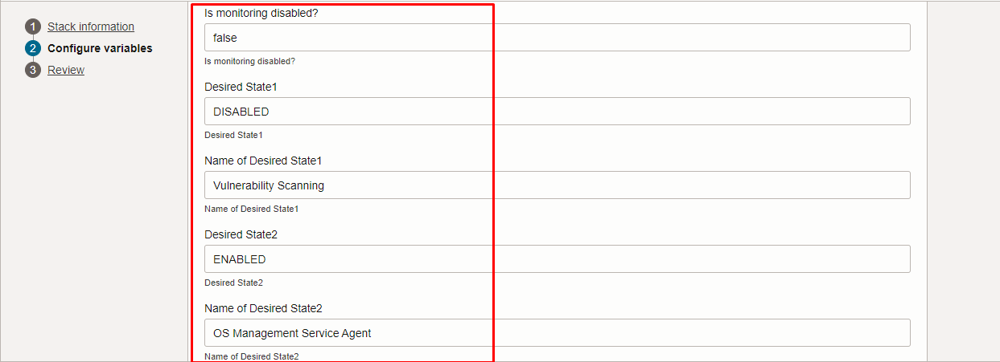 1 Stack information
2 Configure variables
3 Review
Is monitoring disabled?
false
Is monitoring disabled?
Desired State1
DISABLED
Desired State1
Name of Desired State1
Vulnerability Scanning
Name of Desired State1
Desired State2
ENABLED
Desired State2
Name of Desired State2
OS Management Service Agent
Name of Desired State2